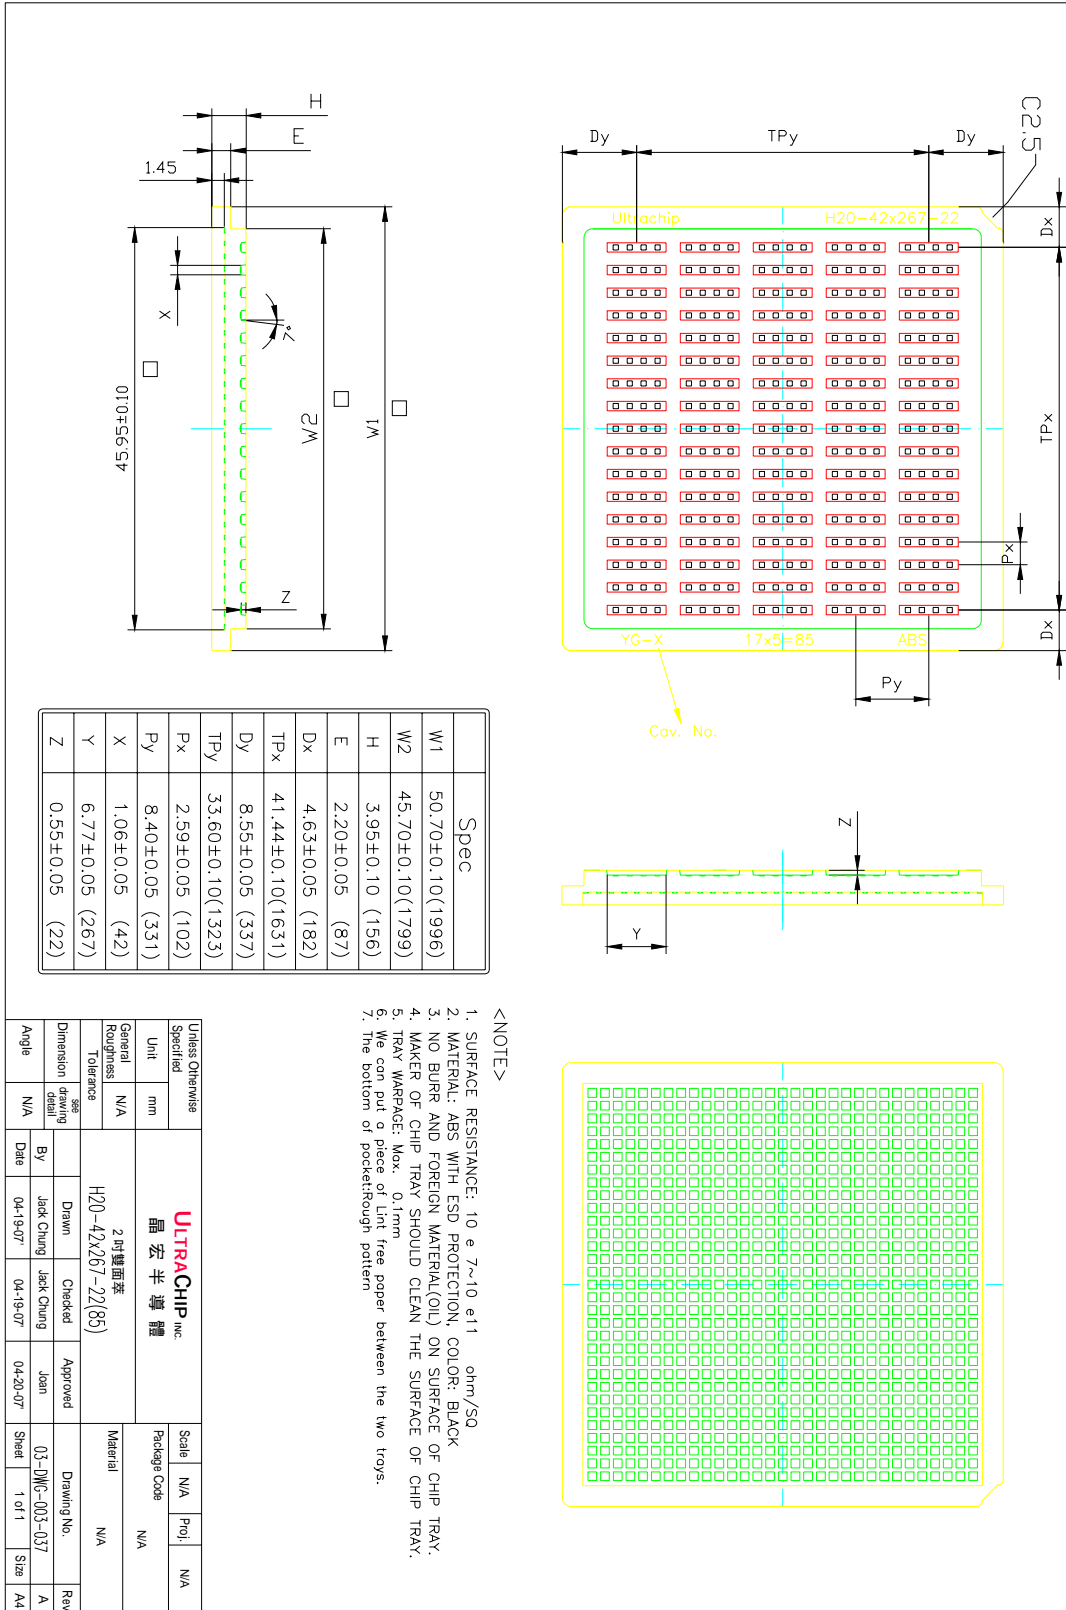 C2.5
Dx
TPx
Px
Dx
Dy
TPy
Dy
Py
Ultrachip
H20-42x267-22
YG-X
17x5=85
ABS
Cav. No.
H
E
1.45
X
45.95±0.10
7°
W2
W1
Z
Z
Y
Spec
W1 50.70±0.10(1996)
W2 45.70±0.10(1799)
H 3.95±0.10 (156)
E 2.20±0.05 (87)
Dx 4.63±0.05 (182)
TPx 41.44±0.10(1631)
Dy 8.55±0.05 (337)
TPy 33.60±0.10(1323)
Px 2.59±0.05 (102)
Py 8.40±0.05 (331)
X 1.06±0.05 (42)
Y 6.77±0.05 (267)
Z 0.55±0.05 (22)
<NOTE>
1. SURFACE RESISTANCE: 10 e 7~10 e11 ohm/SQ
2. MATERIAL: ABS WITH ESD PROTECTION, COLOR: BLACK
3. NO BURR AND FOREIGN MATERIAL(OIL) ON SURFACE OF CHIP TRAY.
4. MAKER OF CHIP TRAY SHOULD CLEAN THE SURFACE OF CHIP TRAY.
5. TRAY WARPAGE: Max. 0.1mm
6. We can put a piece of Lint free paper between the two trays.
7. The bottom of pocket:Rough pattern
Unless Otherwise Specified
Unit mm
General Roughness N/A
Tolerance
Dimension see drawing detail
Angle N/A
ULTRACHIP INC.
晶宏半導體
2吋雙面萃
H20-42x267-22(85)
Scale N/A Proj. N/A
Package Code N/A
Material N/A
Drawn Checked Approved Drawing No. Rev
By Jack Chung Jack Chung Joan 03-DWG-003-037 A
Date 04-19-07' 04-19-07' 04-20-07' Sheet 1 of 1 Size A4